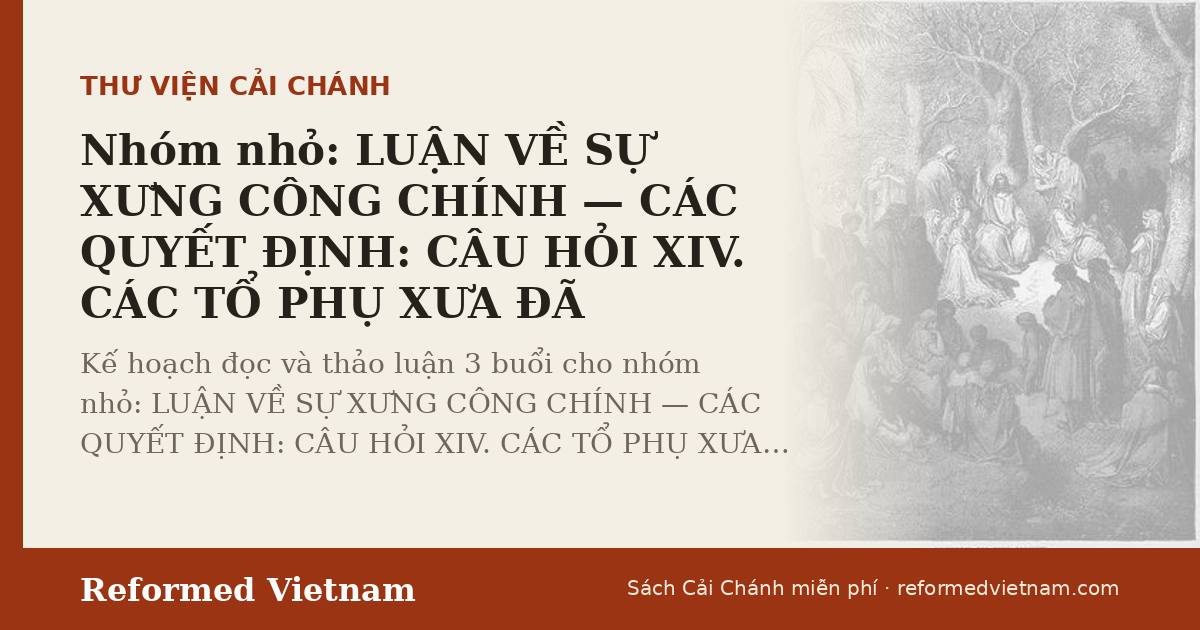 THƯ VIỆN CẢI CHÁNH
Nhóm nhỏ: LUẬN VỀ SỰ
XƯNG CÔNG CHÍNH — CÁC
QUYẾT ĐỊNH: CÂU HỎI XIV.
CÁC TỔ PHỤ XƯA ĐÃ
Kế hoạch đọc và thảo luận 3 buổi cho nhóm
nhỏ: LUẬN VỀ SỰ XƯNG CÔNG CHÍNH — CÁC
QUYẾT ĐỊNH: CÂU HỎI XIV. CÁC TỔ PHỤ XƯA…
Reformed Vietnam
Sách Cải Chánh miễn phí · reformedvietnam.com